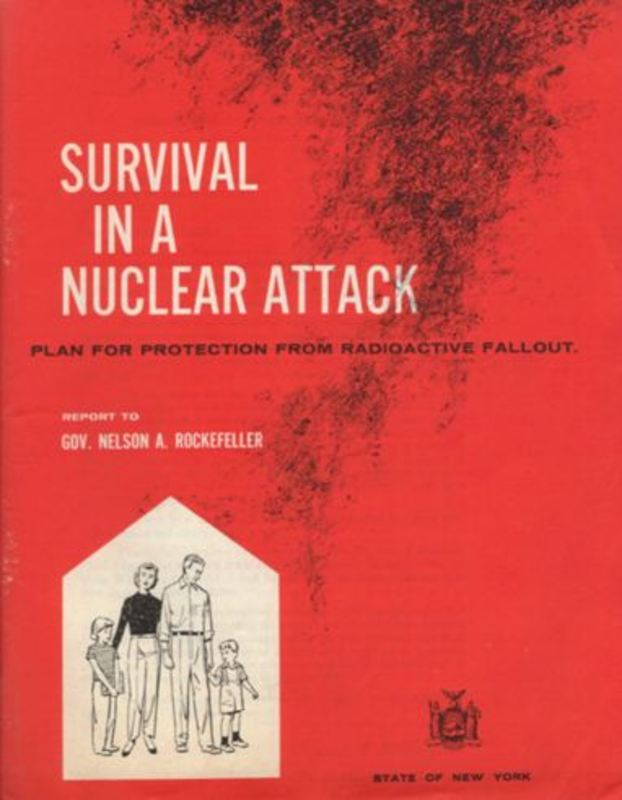 SURVIVAL
IN A
NUCLEAR ATTACK
PLAN FOR PROTECTION FROM RADIOACTIVE FALLOUT.
REPORT TO
GOV. NELSON A. ROCKEFELLER
STATE OF NEW YORK